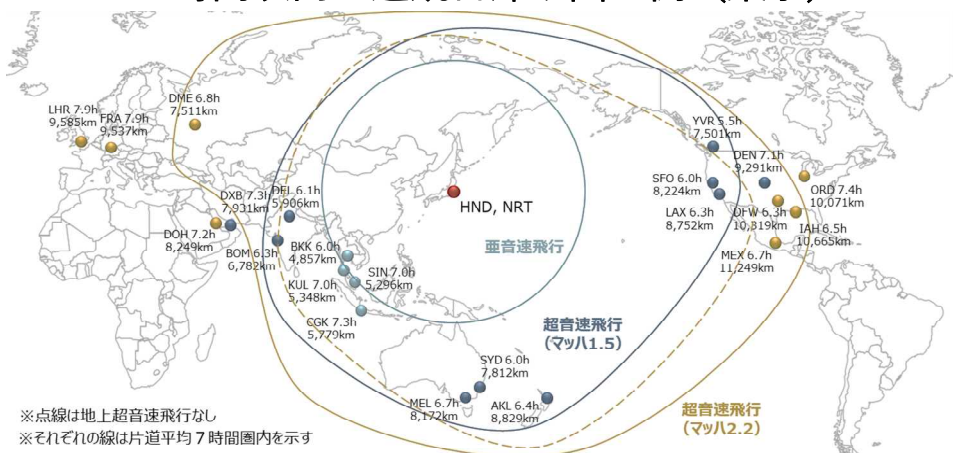 LHR 7.9h
9,585km
FRA 7.9h
9,537km
DME 6.8h
7,511km
DXB 7.3h
7,931km
DEL 6.1h
5,906km
DOH 7.2h
8,249km
BOM 6.3h
6,782km
BKK 6.0h
4,857km
KUL 7.0h
5,348km
SIN 7.0h
5,296km
CGK 7.3h
5,779km
HND, NRT
亜音速飛行
YVR 5.5h
7,501km
DEN 7.1h
9,291km
SFO 6.0h
8,224km
LAX 6.3h
8,752km
DFW 6.3h
10,319km
ORD 7.4h
10,071km
IAH 6.5h
10,665km
MEX 6.7h
11,249km
超音速飛行
(マッハ1.5)
SYD 6.0h
7,812km
MEL 6.7h
8,172km
AKL 6.4h
8,829km
超音速飛行
(マッハ2.2)
※点線は地上超音速飛行なし
※それぞれの線は片道平均７時間圏内を示す